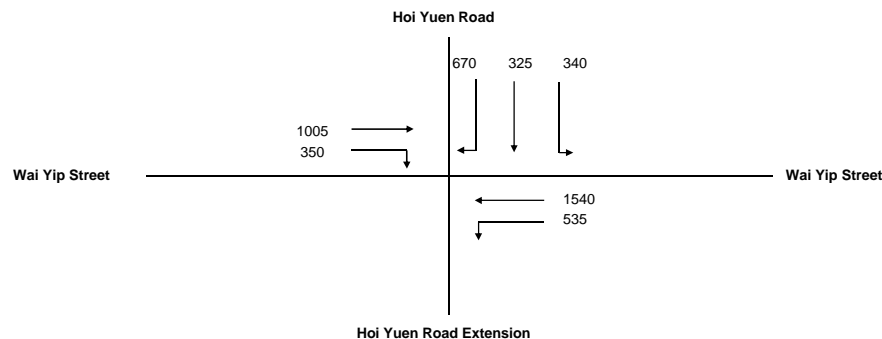 Hoi Yuen Road
670 325 340
1005
350
Wai Yip Street
Wai Yip Street
1540
535
Hoi Yuen Road Extension